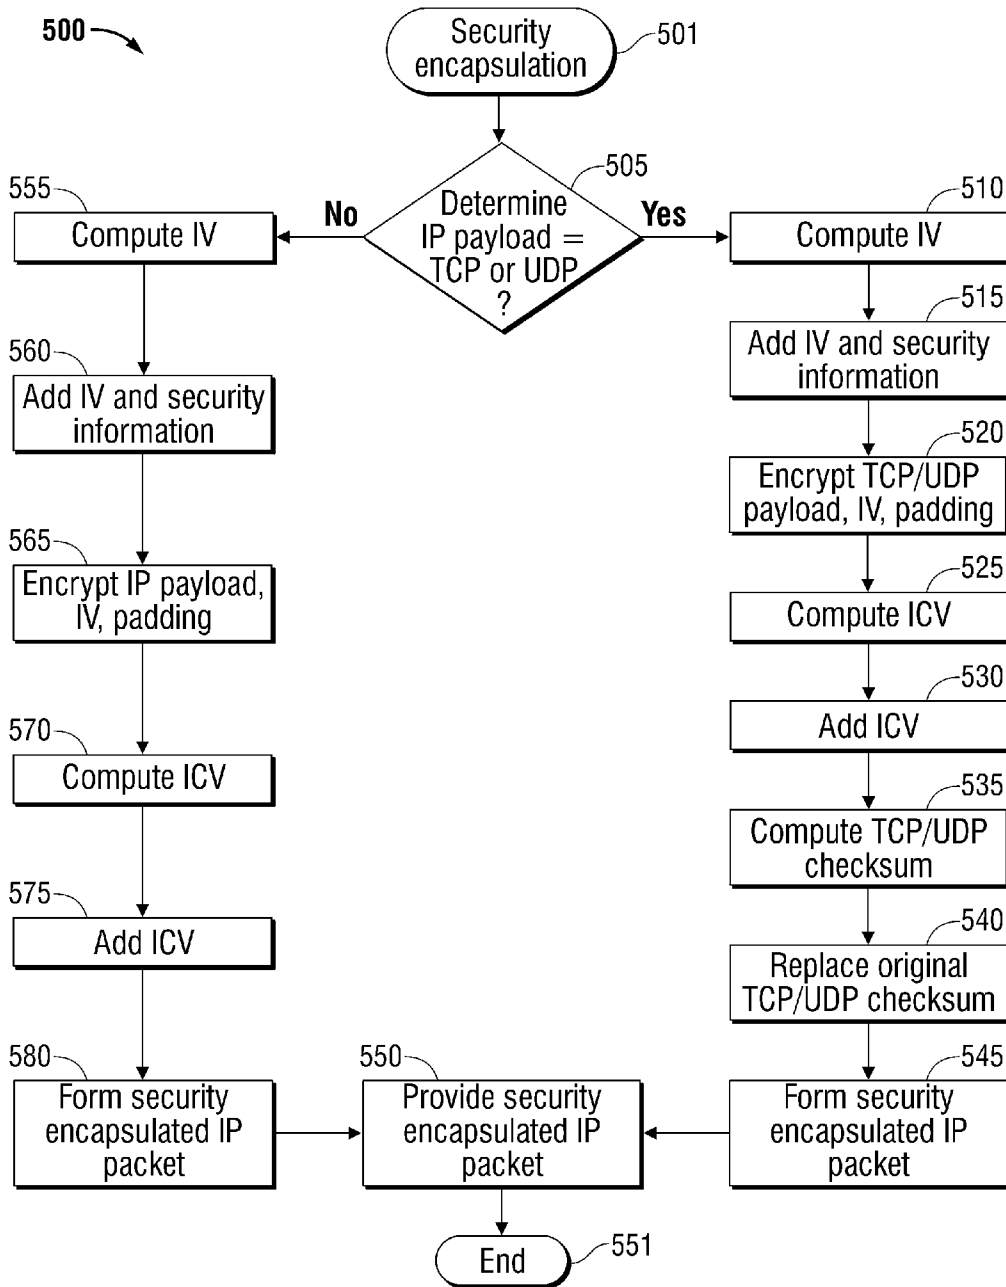 500
Security
encapsulation
501
505
Determine
IP payload =
TCP or UDP
?
No
Yes
555
Compute IV
560
Add IV and security
information
565
Encrypt IP payload,
IV, padding
570
Compute ICV
575
Add ICV
580
Form security
encapsulated IP
packet
510
Compute IV
515
Add IV and security
information
520
Encrypt TCP/UDP
payload, IV, padding
525
Compute ICV
530
Add ICV
535
Compute TCP/UDP
checksum
540
Replace original
TCP/UDP checksum
545
Form security
encapsulated IP
packet
550
Provide security
encapsulated IP
packet
End
551